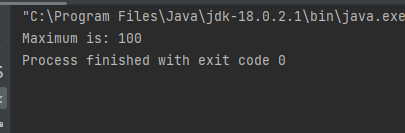 "C:\Program Files\Java\jdk-18.0.2.1\bin\java.exe
Maximum is: 100
Process finished with exit code 0